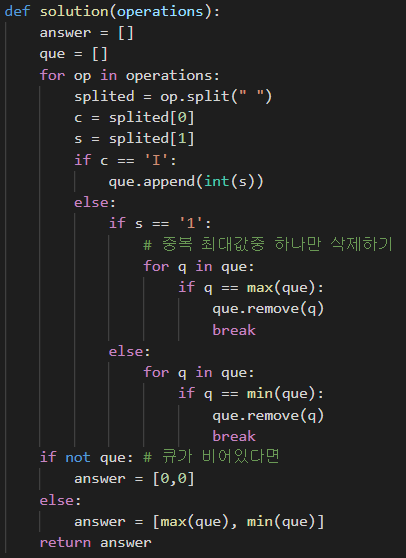 def solution(operations):
    answer = []
    que = []
    for op in operations:
        splited = op.split(" ")
        c = splited[0]
        s = splited[1]
        if c == 'I':
            que.append(int(s))
        else:
            if s == '1':
                # 중복 최대값중 하나만 삭제하기
                for q in que:
                    if q == max(que):
                        que.remove(q)
                        break
            else:
                for q in que:
                    if q == min(que):
                        que.remove(q)
                        break
    if not que: # 큐가 비어있다면
        answer = [0,0]
    else:
        answer = [max(que), min(que)]
    return answer